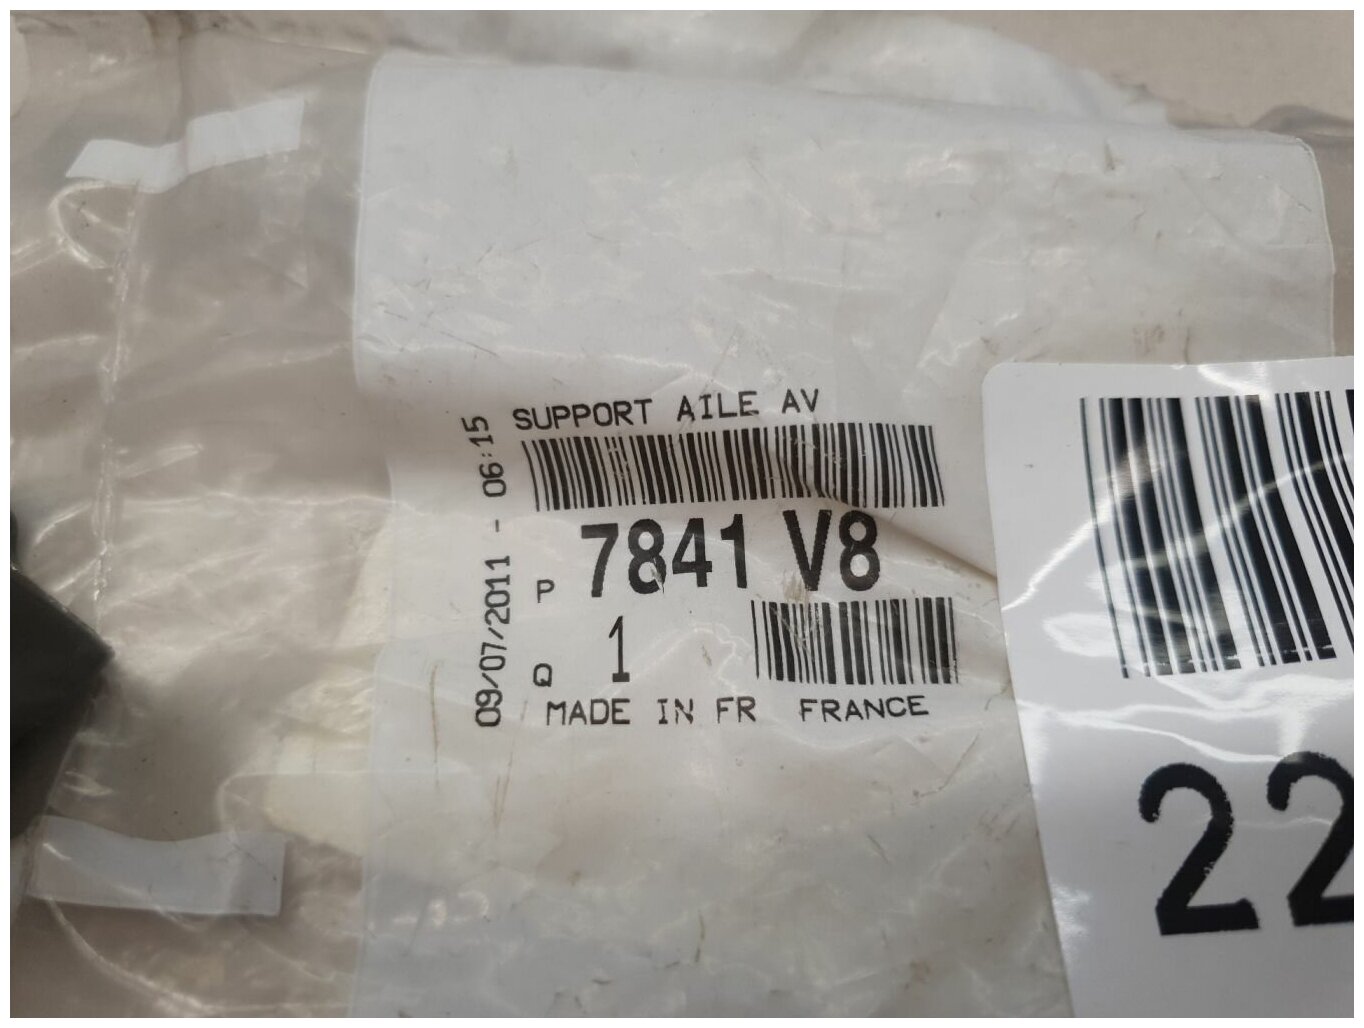 SUPPORT AILE AV
09/07/2011 - 06:15
P 7841 V8
Q 1
MADE IN FR FRANCE
22